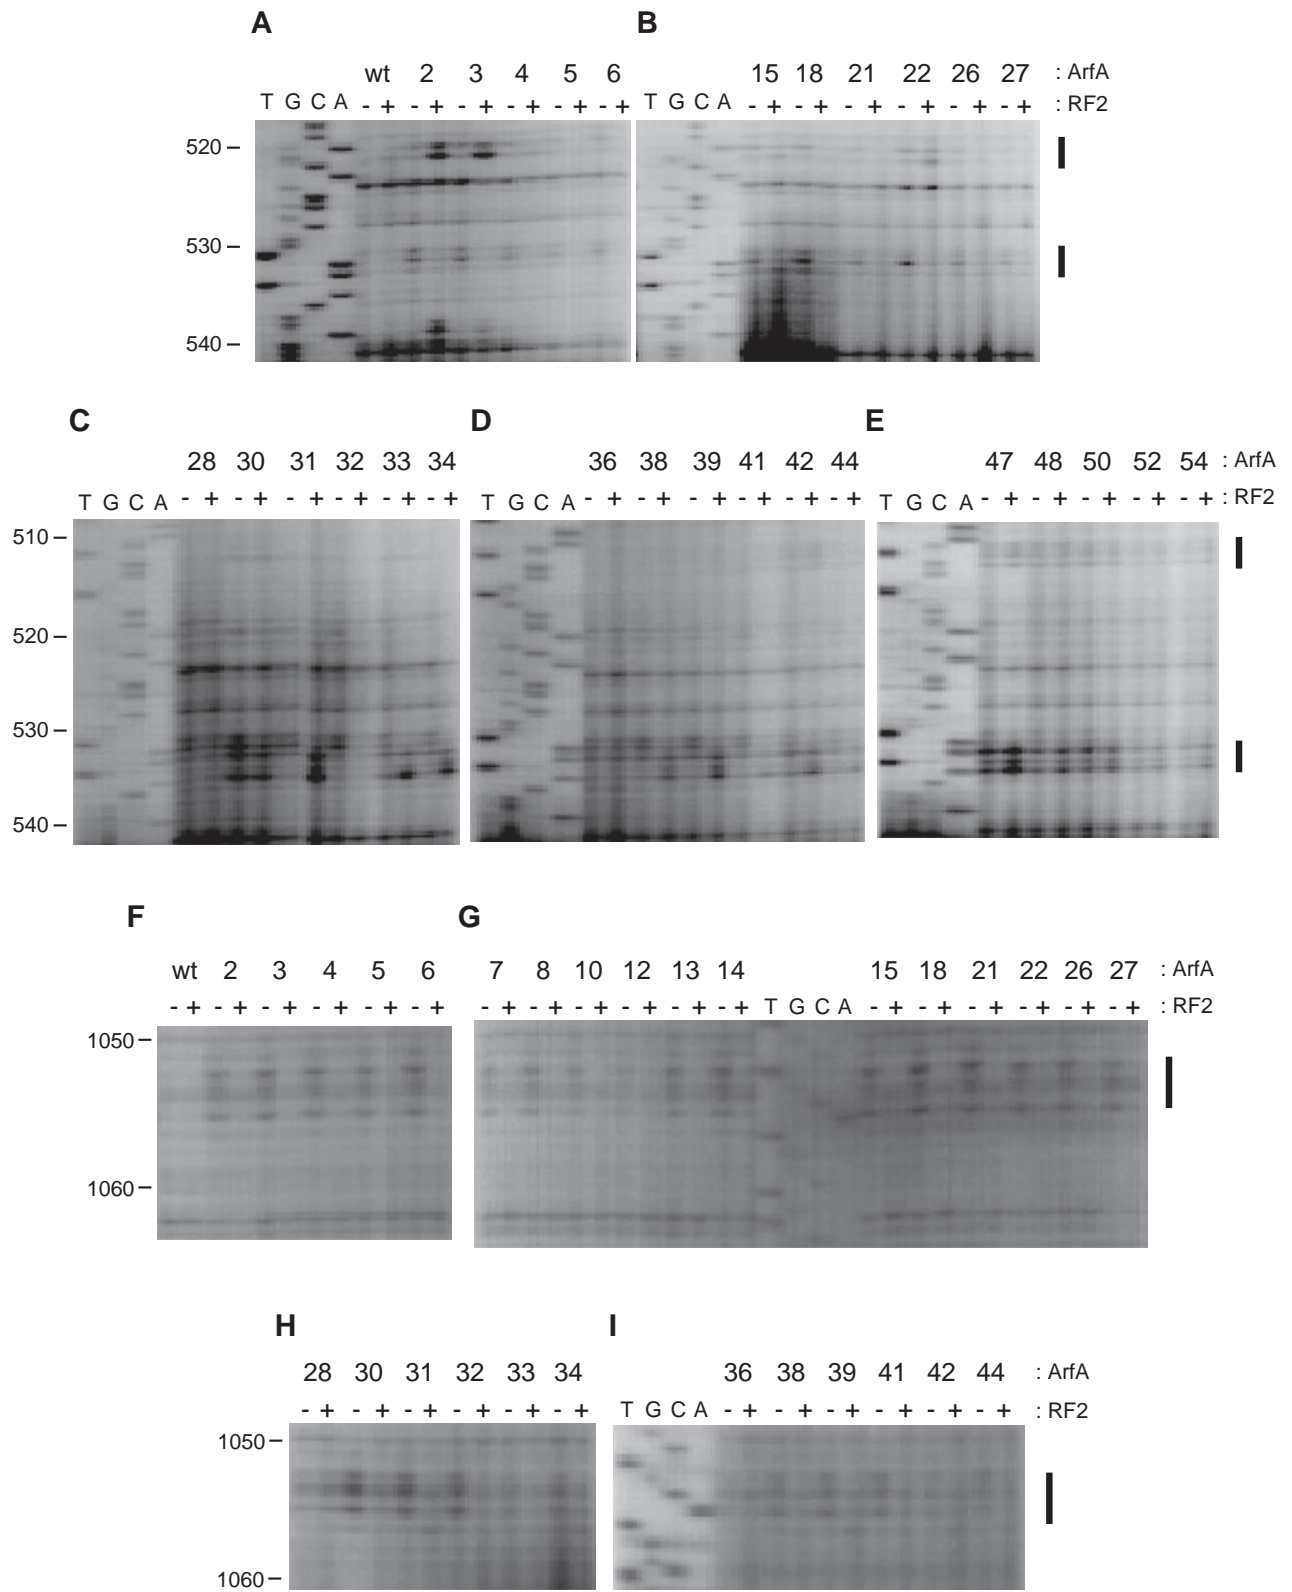 A B
wt 2 3 4 5 6 15 18 21 22 26 27 : ArfA
T G C A - + - + - + - + - + - + T G C A - + - + - + - + - + - + : RF2
520
530
540
C D E
28 30 31 32 33 34 36 38 39 41 42 44 47 48 50 52 54 : ArfA
T G C A - + - + - + - + - + - + T G C A - + - + - + - + - + - + T G C A - + - + - + - + - + : RF2
510
520
530
540
F G
wt 2 3 4 5 6 7 8 10 12 13 14 15 18 21 22 26 27 : ArfA
- + - + - + - + - + - + - + - + - + - + - + - + T G C A - + - + - + - + - + - + : RF2
1050
1060
H I
28 30 31 32 33 34 36 38 39 41 42 44 : ArfA
- + - + - + - + - + - + T G C A - + - + - + - + - + - + : RF2
1050
1060